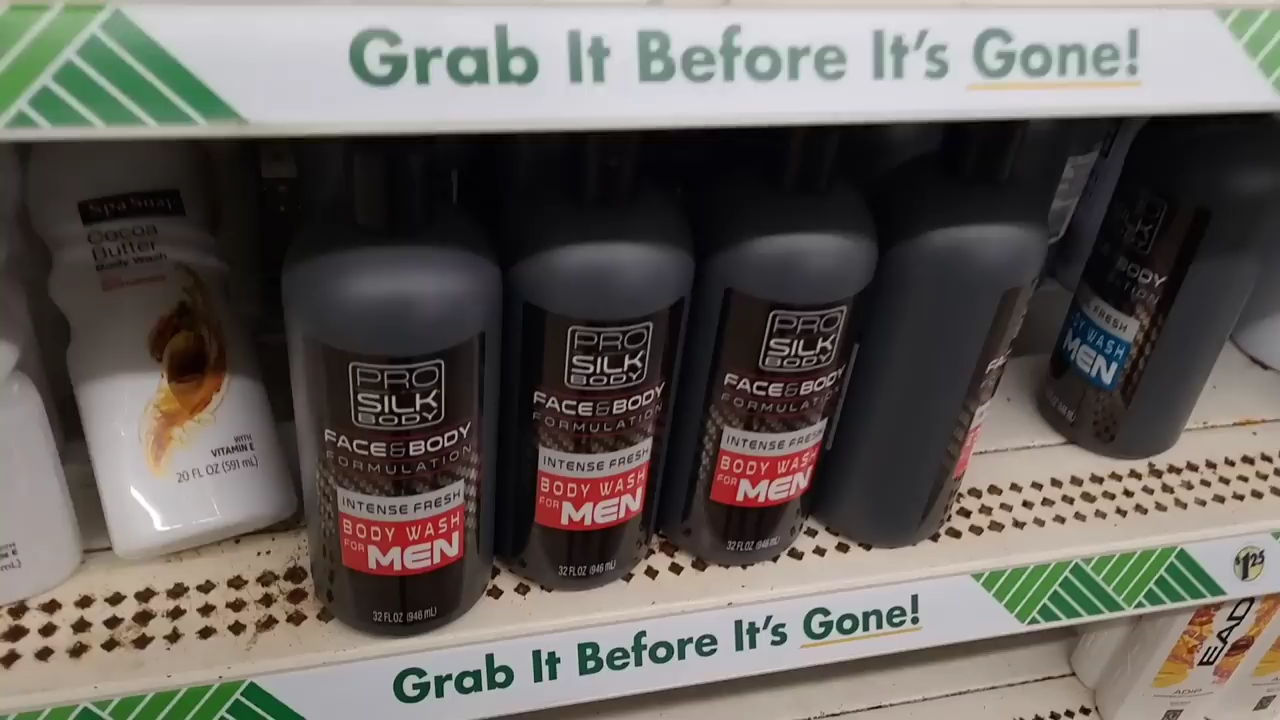 Grab It Before It's Gone!
Spa Soap
Cocoa
Butter
Body Wash
WITH
VITAMIN E
20 FL OZ (591 mL)
PRO
SILK
BODY
FACE & BODY
FORMULATION
INTENSE FRESH
BODY WASH
FOR MEN
32 FL OZ (946 mL)
PRO
SILK
BODY
FACE & BODY
FORMULATION
INTENSE FRESH
BODY WASH
FOR MEN
32 FL OZ (946 mL)
PRO
SILK
BODY
FACE & BODY
FORMULATION
INTENSE FRESH
BODY WASH
FOR MEN
32 FL OZ (946 mL)
BODY
FRESH
WASH
MEN
Grab It Before It's Gone!
$1.25